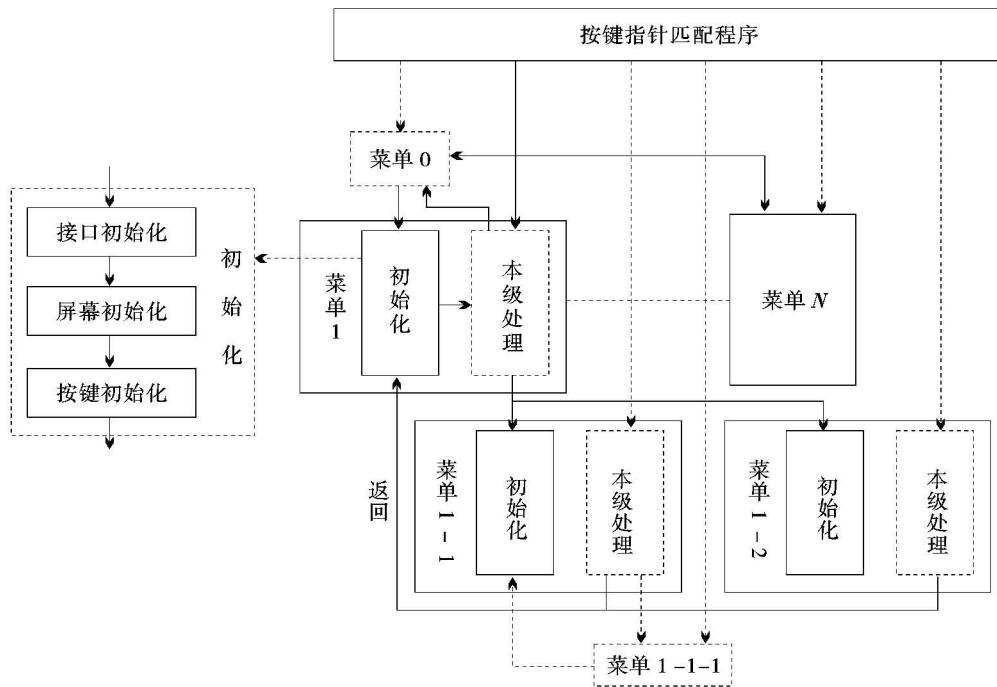 按键指针匹配程序
菜单 0
接口初始化
屏幕初始化
按键初始化
初始化
菜单1
初始化
本级处理
菜单 N
返回
菜单1-1
初始化
本级处理
菜单1-2
初始化
本级处理
菜单 1-1-1